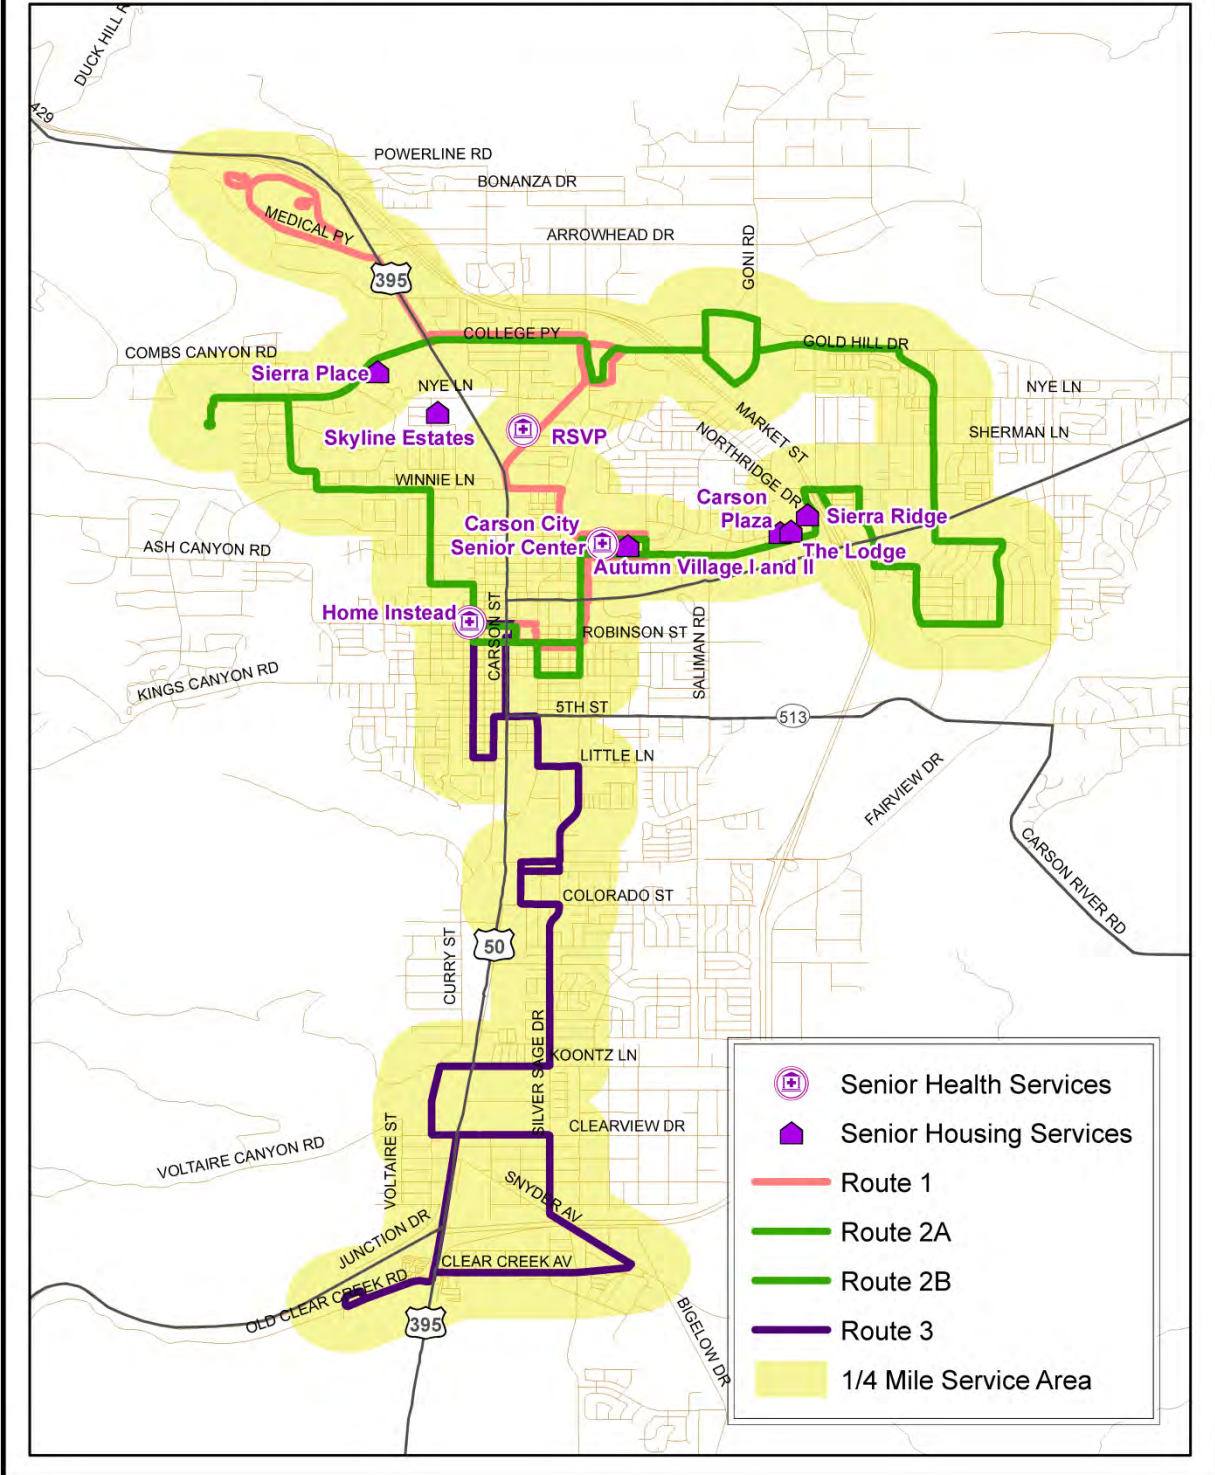 DUCK HILL R
429
POWERLINE RD
BONANZA DR
MEDICAL PY
ARROWHEAD DR
GONI RD
395
COLLEGE PY
GOLD HILL DR
COMBS CANYON RD
Sierra Place
NYE LN
NYE LN
Skyline Estates
RSVP
MARKET ST
SHERMAN LN
NORTHRIDGE DR
WINNIE LN
Carson
Plaza
Sierra Ridge
Carson City
Senior Center
The Lodge
ASH CANYON RD
Autumn Village I and II
Home Instead
CARSON ST
ROBINSON ST
SALIMAN RD
KINGS CANYON RD
5TH ST
513
LITTLE LN
FAIRVIEW DR
CARSON RIVER RD
COLORADO ST
CURRY ST
50
SILVER SAGE DR
KOONTZ LN
CLEARVIEW DR
VOLTAIRE ST
VOLTAIRE CANYON RD
SNYDER AV
JUNCTION DR
CLEAR CREEK AV
OLD CLEAR CREEK RD
395
BIGELOW DR
Senior Health Services
Senior Housing Services
Route 1
Route 2A
Route 2B
Route 3
1/4 Mile Service Area